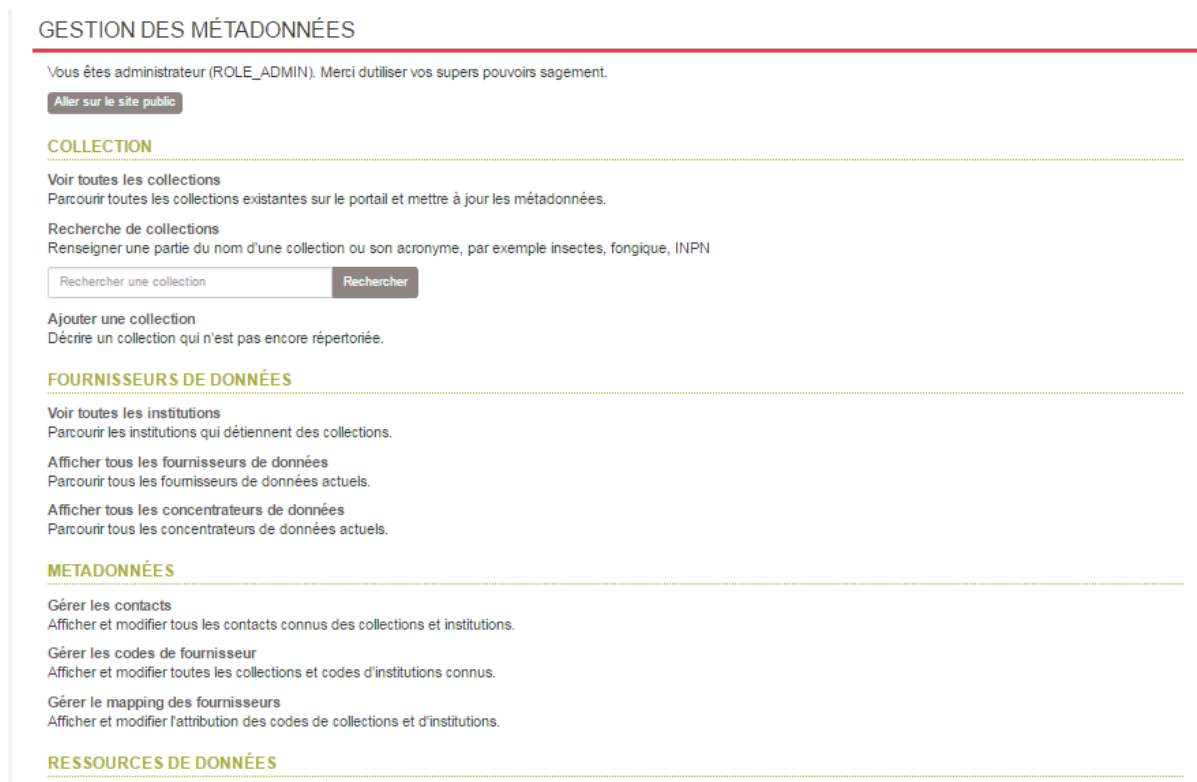 GESTION DES MÉTADONNÉES
Vous êtes administrateur (ROLE_ADMIN). Merci dutiliser vos supers pouvoirs sagement.
Aller sur le site public
COLLECTION
Voir toutes les collections
Parcourir toutes les collections existantes sur le portail et mettre à jour les métadonnées.
Recherche de collections
Renseigner une partie du nom d'une collection ou son acronyme, par exemple insectes, fongique, INPN
Rechercher une collection Rechercher
Ajouter une collection
Décrire un collection qui n'est pas encore répertoriée.
FOURNISSEURS DE DONNÉES
Voir toutes les institutions
Parcourir les institutions qui détiennent des collections.
Afficher tous les fournisseurs de données
Parcourir tous les fournisseurs de données actuels.
Afficher tous les concentrateurs de données
Parcourir tous les concentrateurs de données actuels.
METADONNÉES
Gérer les contacts
Afficher et modifier tous les contacts connus des collections et institutions.
Gérer les codes de fournisseur
Afficher et modifier toutes les collections et codes d'institutions connus.
Gérer le mapping des fournisseurs
Afficher et modifier l'attribution des codes de collections et d'institutions.
RESSOURCES DE DONNÉES